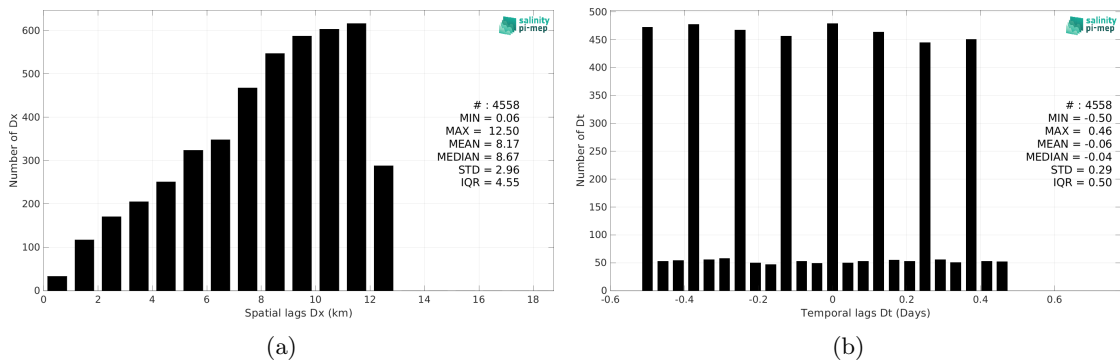 600
500
400
300
200
100
0
Number of Dx
0 2 4 6 8 10 12 14 16 18
Spatial lags Dx (km)
salinity
pi-mep
# : 4558
MIN = 0.06
MAX = 12.50
MEAN = 8.17
MEDIAN = 8.67
STD = 2.96
IQR = 4.55
(a)
500
450
400
350
300
250
200
150
100
50
0
Number of Dt
-0.6 -0.4 -0.2 0 0.2 0.4 0.6
Temporal lags Dt (Days)
salinity
pi-mep
# : 4558
MIN = -0.50
MAX = 0.46
MEAN = -0.06
MEDIAN = -0.04
STD = 0.29
IQR = 0.50
(b)